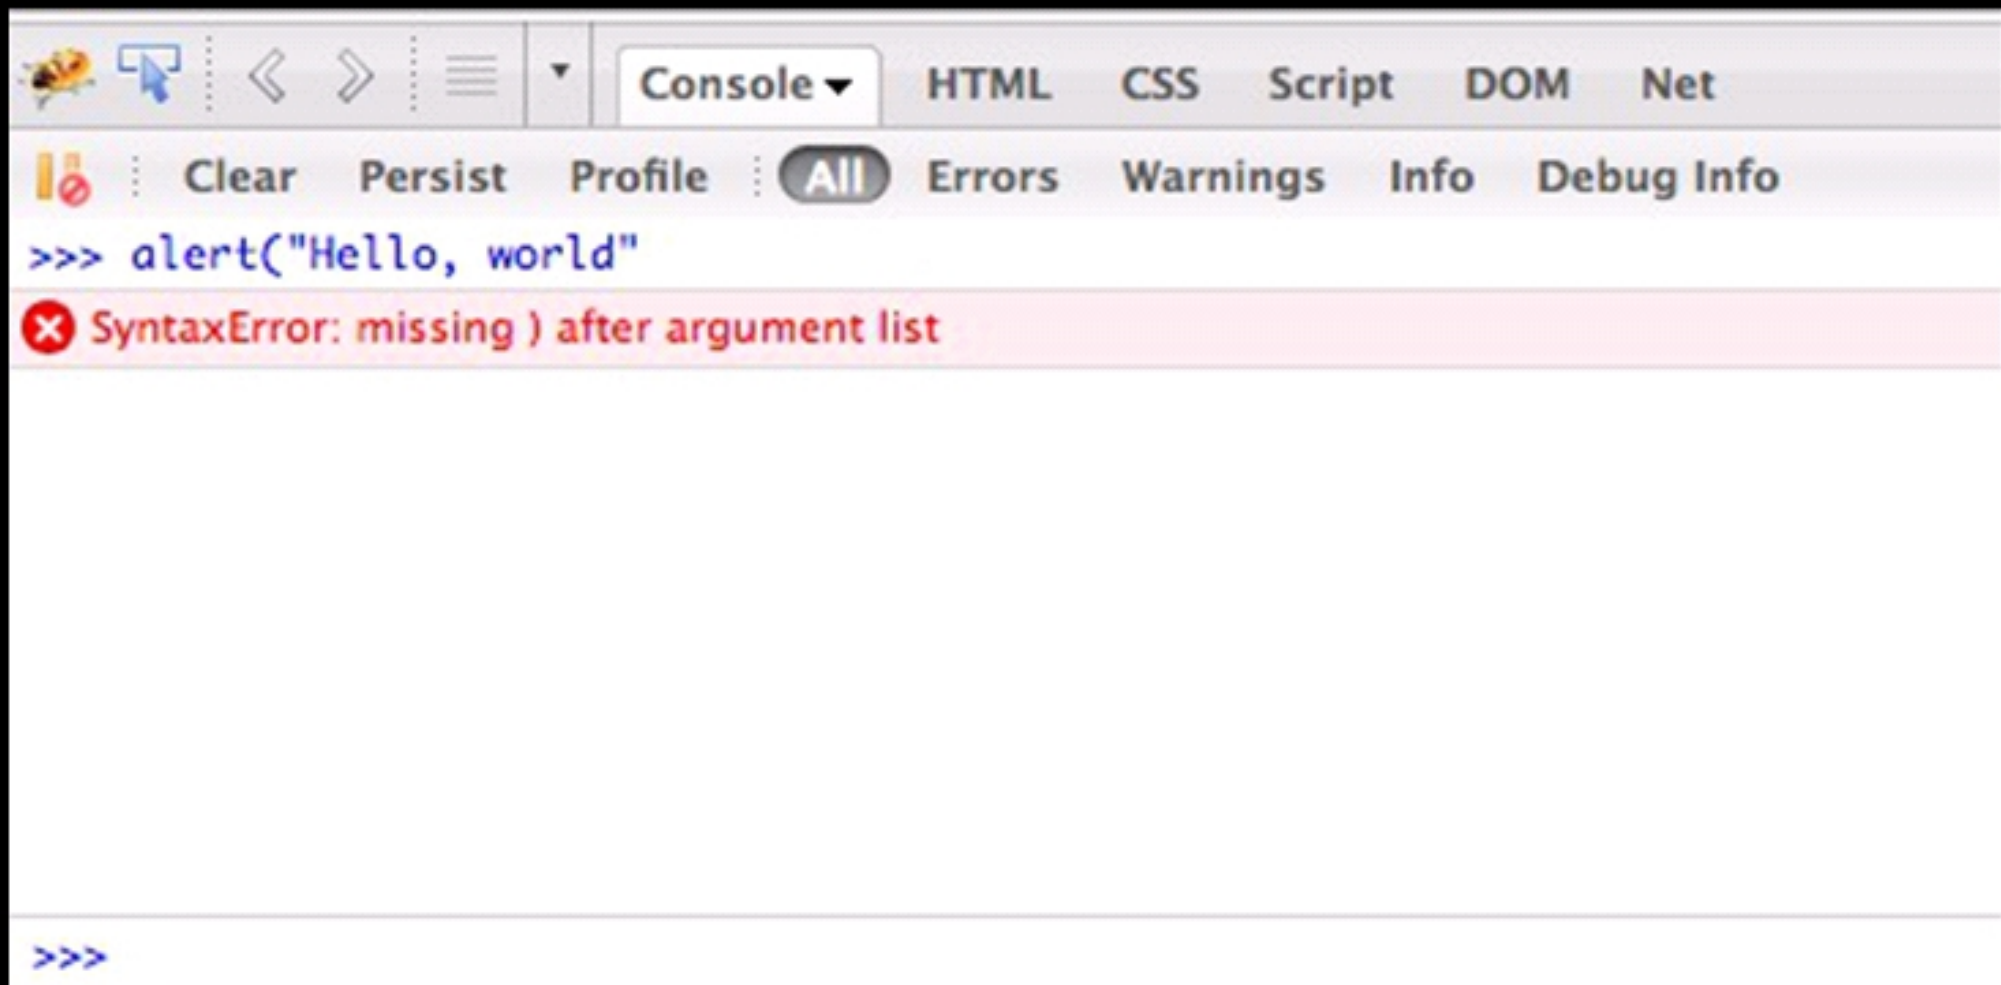 Console HTML CSS Script DOM Net
Clear Persist Profile All Errors Warnings Info Debug Info
>>> alert("Hello, world"
SyntaxError: missing ) after argument list
>>>